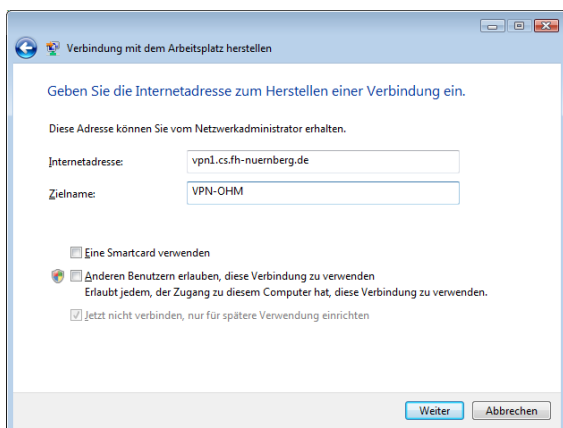 Verbindung mit dem Arbeitsplatz herstellen
Geben Sie die Internetadresse zum Herstellen einer Verbindung ein.
Diese Adresse können Sie vom Netzwerkadministrator erhalten.
Internetadresse: vpn1.cs.fh-nuernberg.de
Zielname: VPN-OHM
Eine Smartcard verwenden
Anderen Benutzern erlauben, diese Verbindung zu verwenden
Erlaubt jedem, der Zugang zu diesem Computer hat, diese Verbindung zu verwenden.
Jetzt nicht verbinden, nur für spätere Verwendung einrichten
Weiter Abbrechen